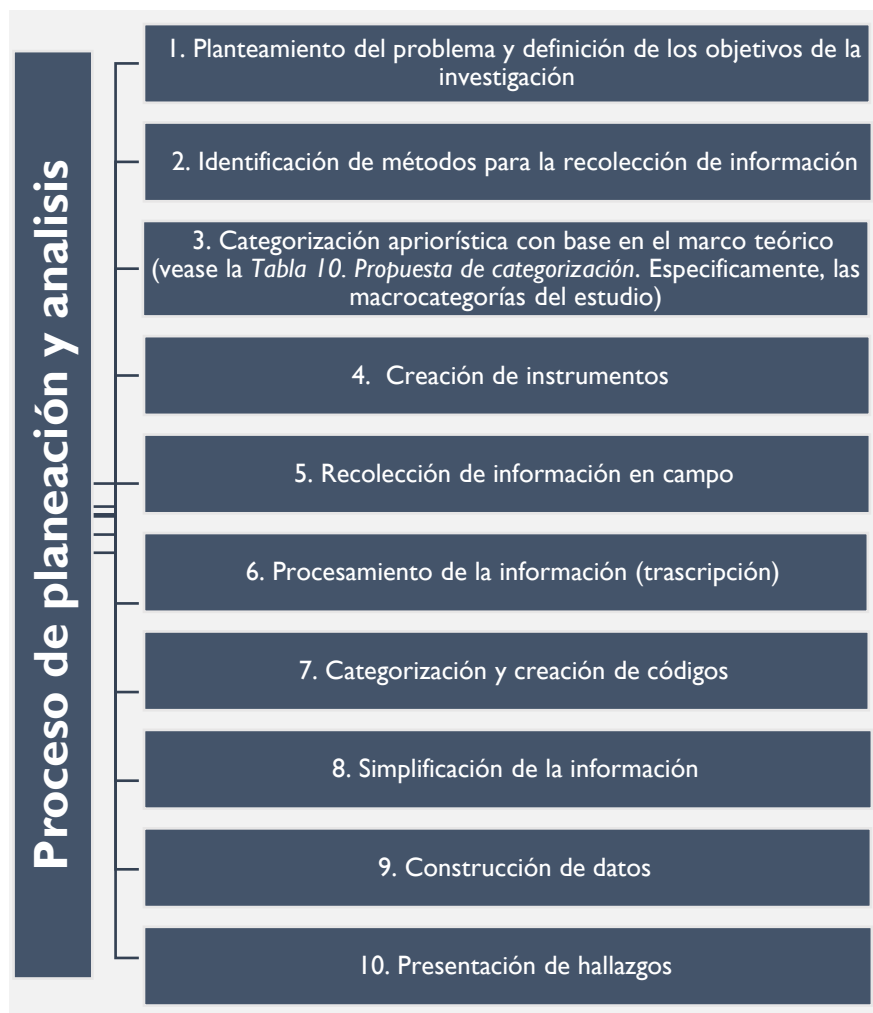 Proceso de planeación y analisis
1. Planteamiento del problema y definición de los objetivos de la
investigación
2. Identificación de métodos para la recolección de información
3. Categorización apriorística con base en el marco teórico
(vease la Tabla 10. Propuesta de categorización. Especificamente, las
macrocategorías del estudio)
4. Creación de instrumentos
5. Recolección de información en campo
6. Procesamiento de la información (trascripción)
7. Categorización y creación de códigos
8. Simplificación de la información
9. Construcción de datos
10. Presentación de hallazgos